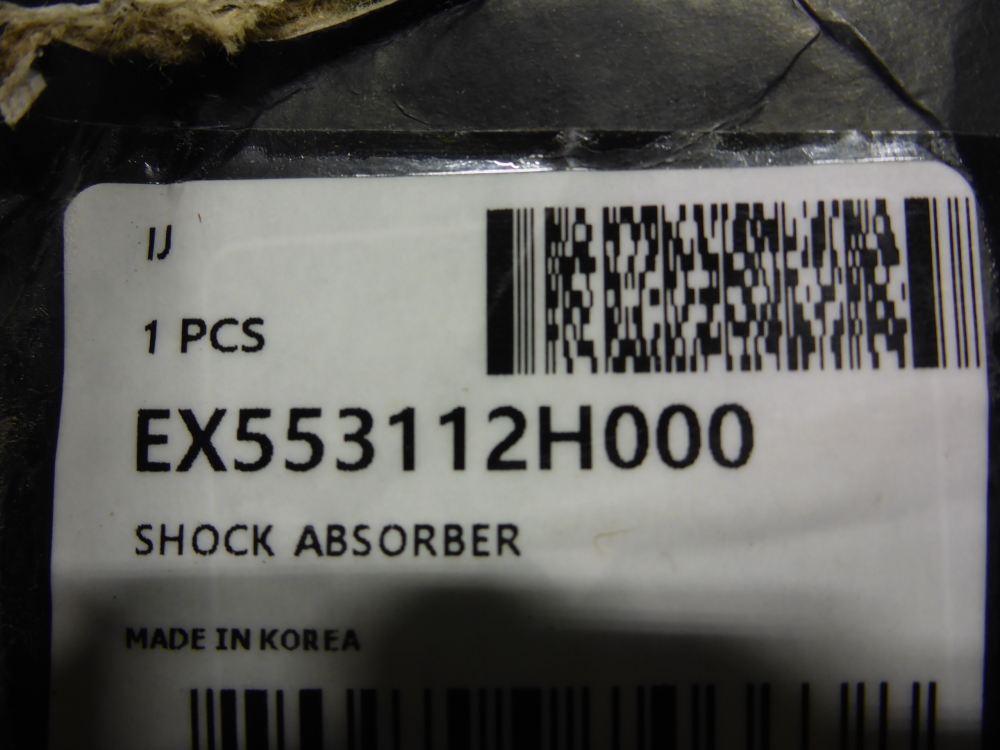 IJ
1 PCS
EX553112H000
SHOCK ABSORBER
MADE IN KOREA